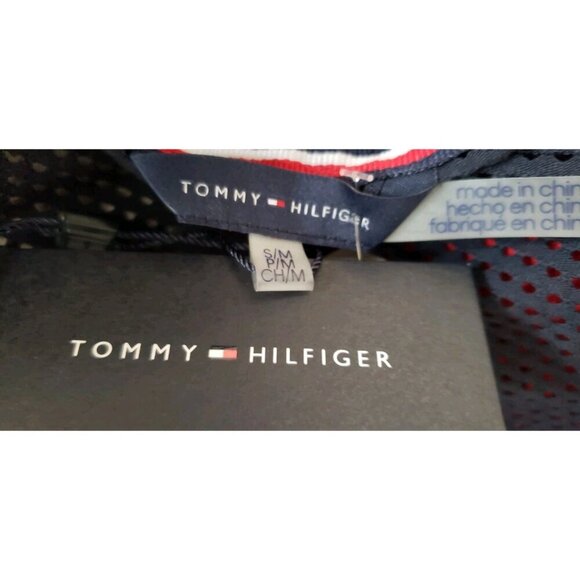 TOMMY HILFIGER
made in chin
hecho en chin
fabriqué en chin
S/M
P/M
CH/M
TOMMY HILFIGER